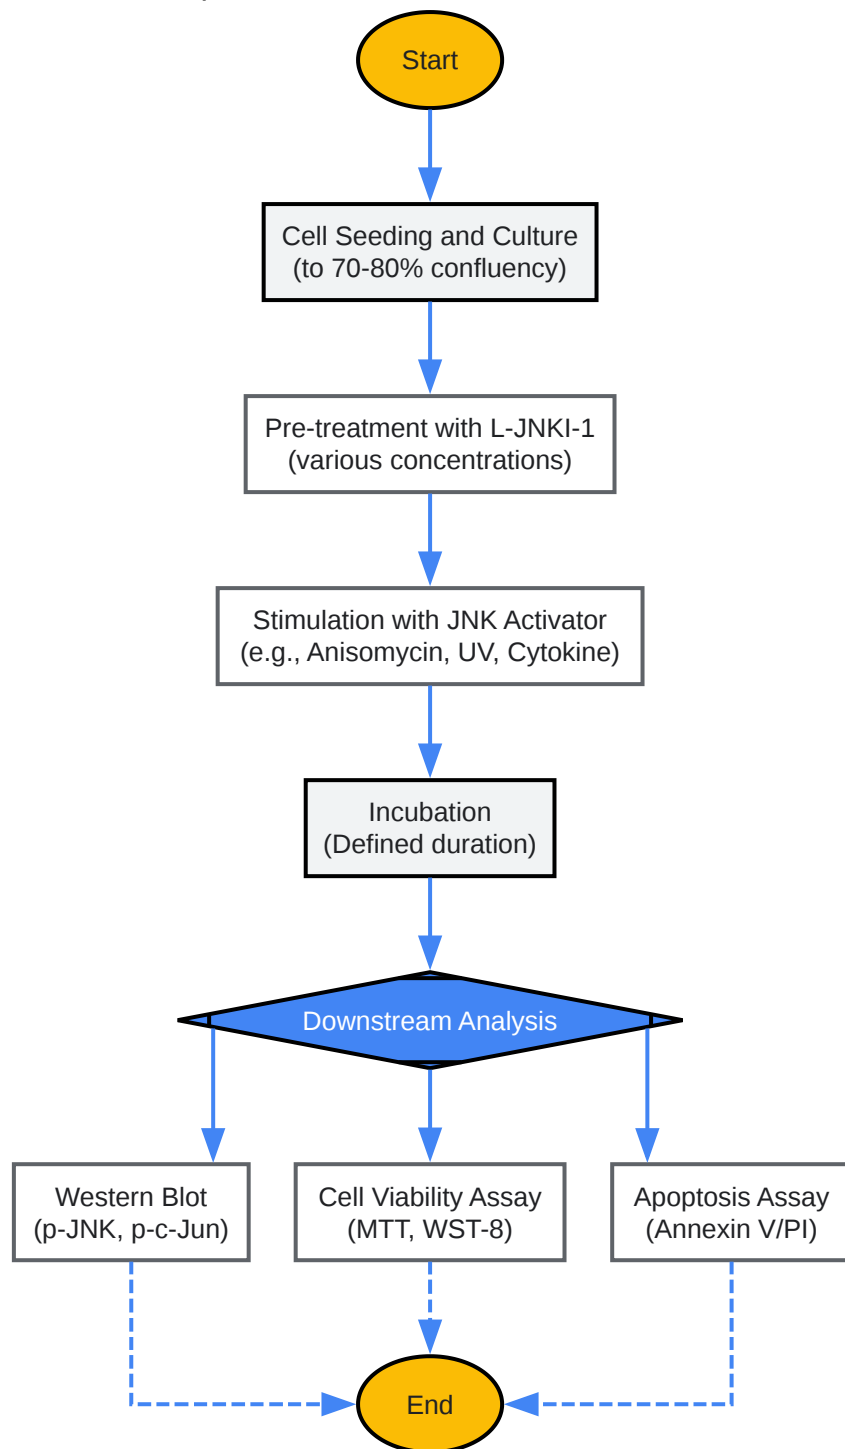 Start
Cell Seeding and Culture
(to 70-80% confluency)
Pre-treatment with L-JNKI-1
(various concentrations)
Stimulation with JNK Activator
(e.g., Anisomycin, UV, Cytokine)
Incubation
(Defined duration)
Downstream Analysis
Western Blot
(p-JNK, p-c-Jun)
Cell Viability Assay
(MTT, WST-8)
Apoptosis Assay
(Annexin V/PI)
End